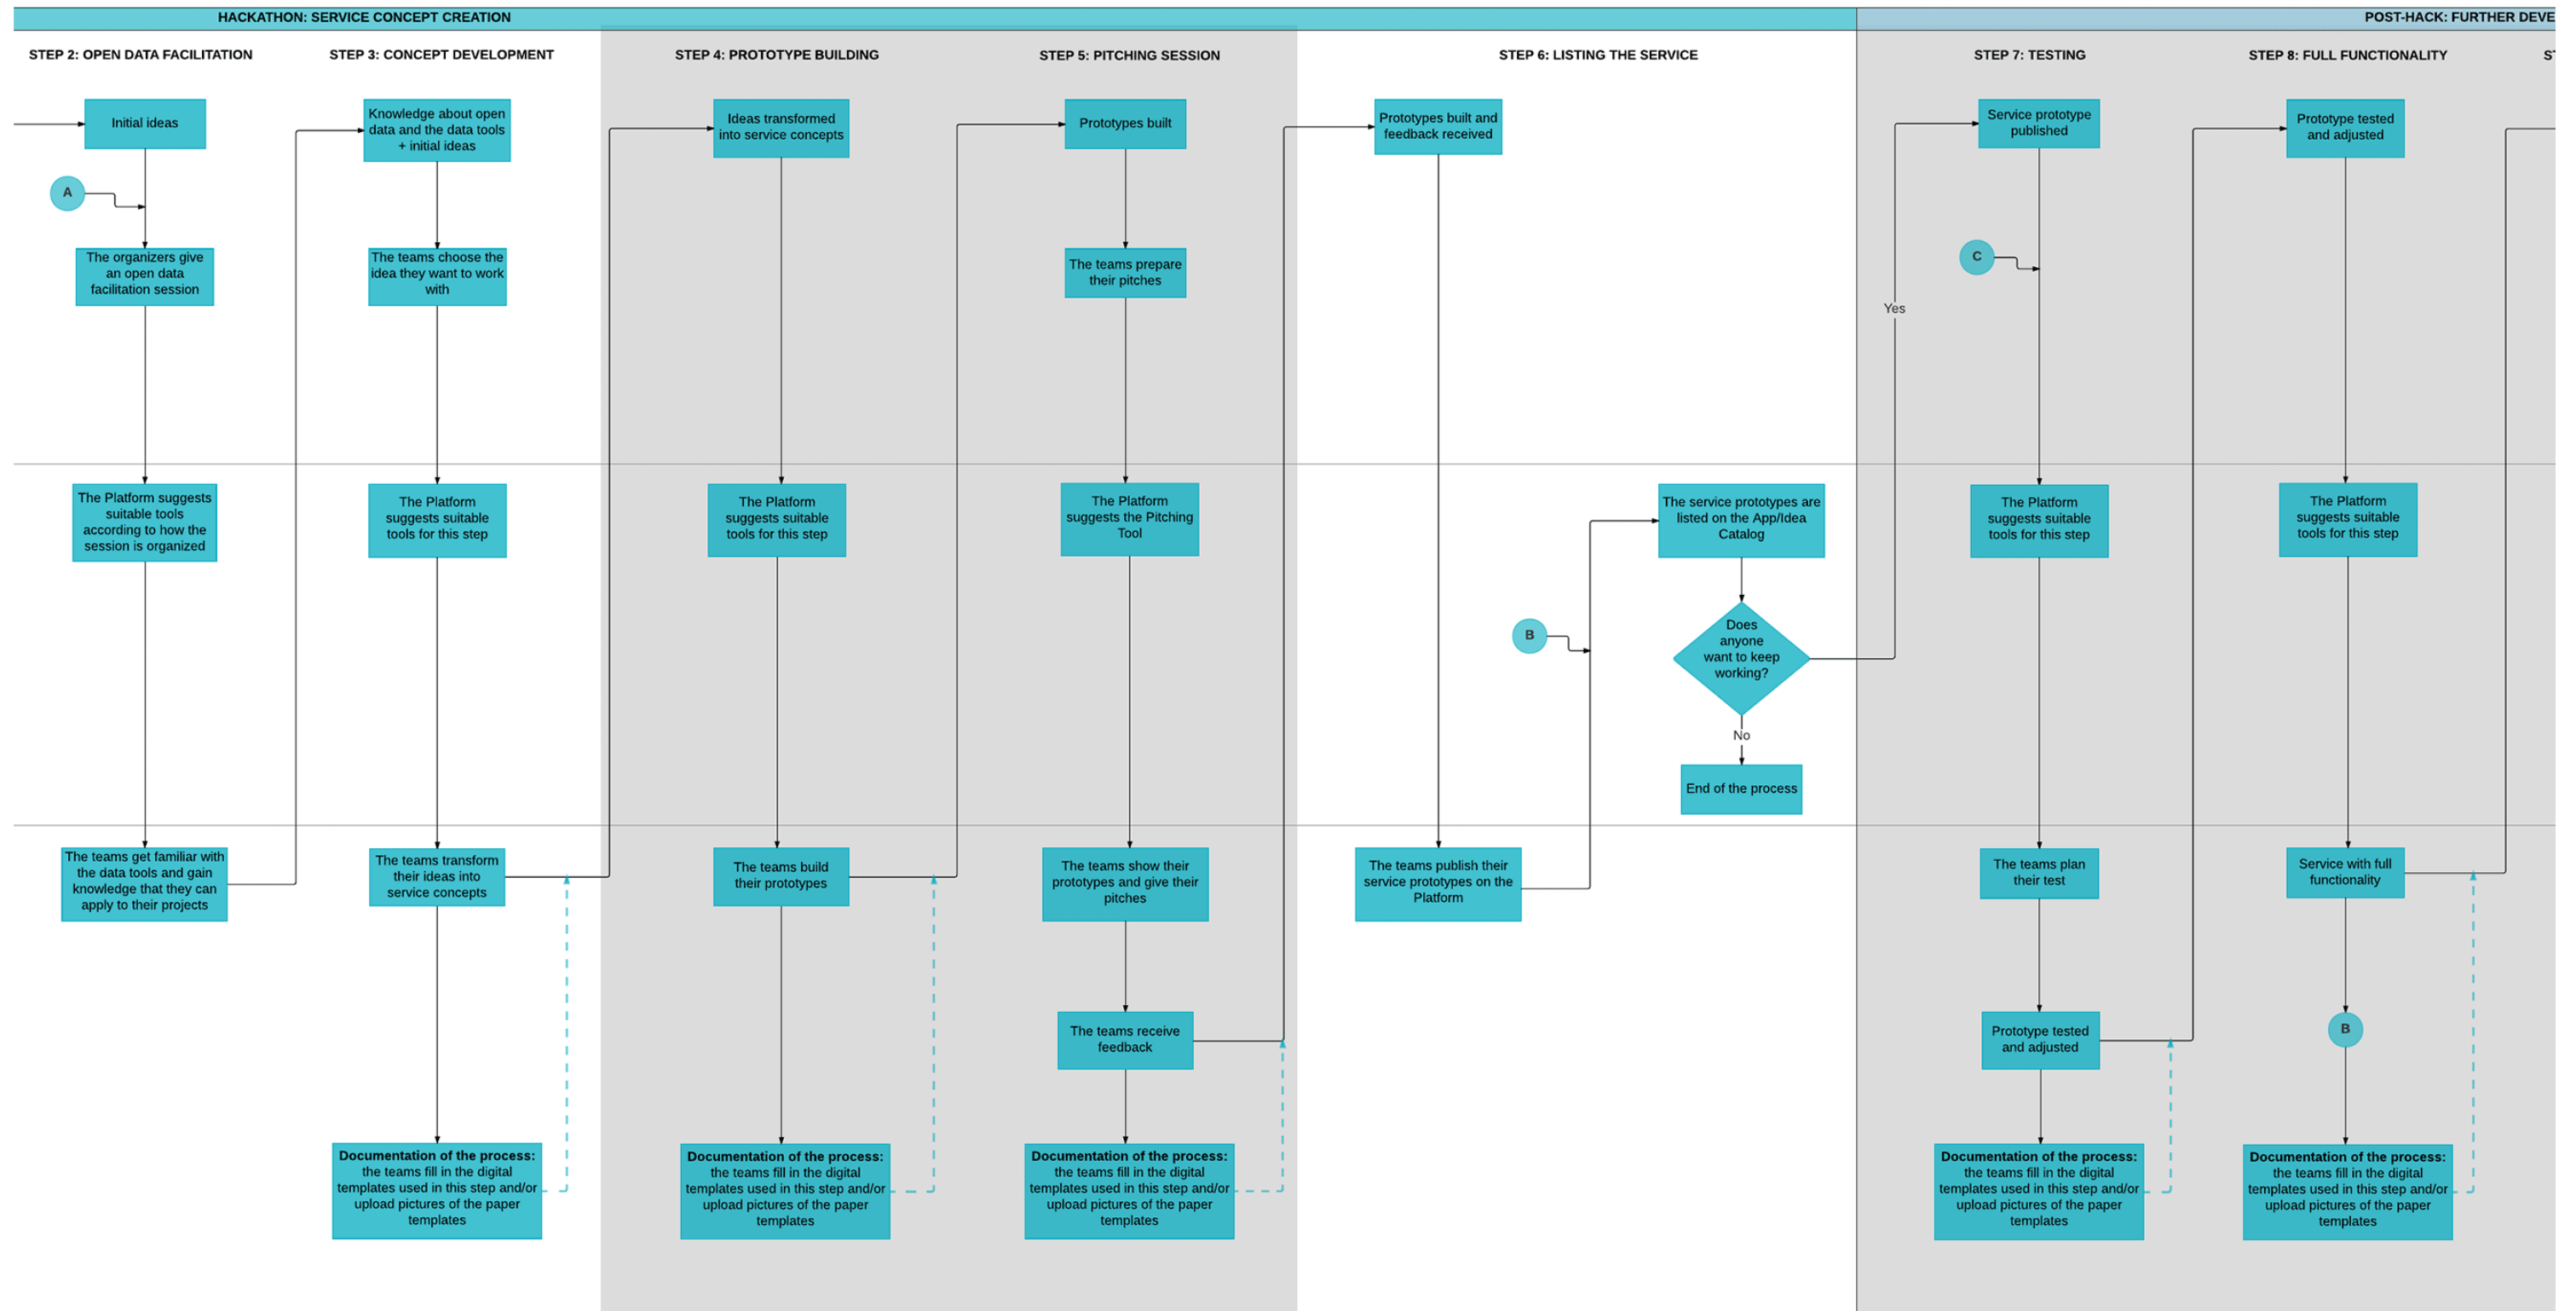 HACKATHON: SERVICE CONCEPT CREATION
POST-HACK: FURTHER DEVE
STEP 2: OPEN DATA FACILITATION
STEP 3: CONCEPT DEVELOPMENT
STEP 4: PROTOTYPE BUILDING
STEP 5: PITCHING SESSION
STEP 6: LISTING THE SERVICE
STEP 7: TESTING
STEP 8: FULL FUNCTIONALITY
ST
Initial ideas
A
The organizers give
an open data
facilitation session
The Platform suggests
suitable tools
according to how the
session is organized
The teams get familiar with
the data tools and gain
knowledge that they can
apply to their projects
Knowledge about open
data and the data tools
+ initial ideas
The teams choose the
idea they want to work
with
The Platform
suggests suitable
tools for this step
The teams transform
their ideas into
service concepts
Documentation of the process:
the teams fill in the digital
templates used in this step and/or
upload pictures of the paper
templates
Ideas transformed
into service concepts
The Platform
suggests suitable
tools for this step
The teams build
their prototypes
Documentation of the process:
the teams fill in the digital
templates used in this step and/or
upload pictures of the paper
templates
Prototypes built
The teams prepare
their pitches
The Platform
suggests the Pitching
Tool
The teams show their
prototypes and give their
pitches
The teams receive
feedback
Documentation of the process:
the teams fill in the digital
templates used in this step and/or
upload pictures of the paper
templates
Prototypes built and
feedback received
The teams publish their
service prototypes on the
Platform
B
The service prototypes are
listed on the App/Idea
Catalog
Does
anyone
want to keep
working?
No
End of the process
Yes
Service prototype
published
C
The Platform
suggests suitable
tools for this step
The teams plan
their test
Prototype tested
and adjusted
Documentation of the process:
the teams fill in the digital
templates used in this step and/or
upload pictures of the paper
templates
Prototype tested
and adjusted
The Platform
suggests suitable
tools for this step
Service with full
functionality
B
Documentation of the process:
the teams fill in the digital
templates used in this step and/or
upload pictures of the paper
templates